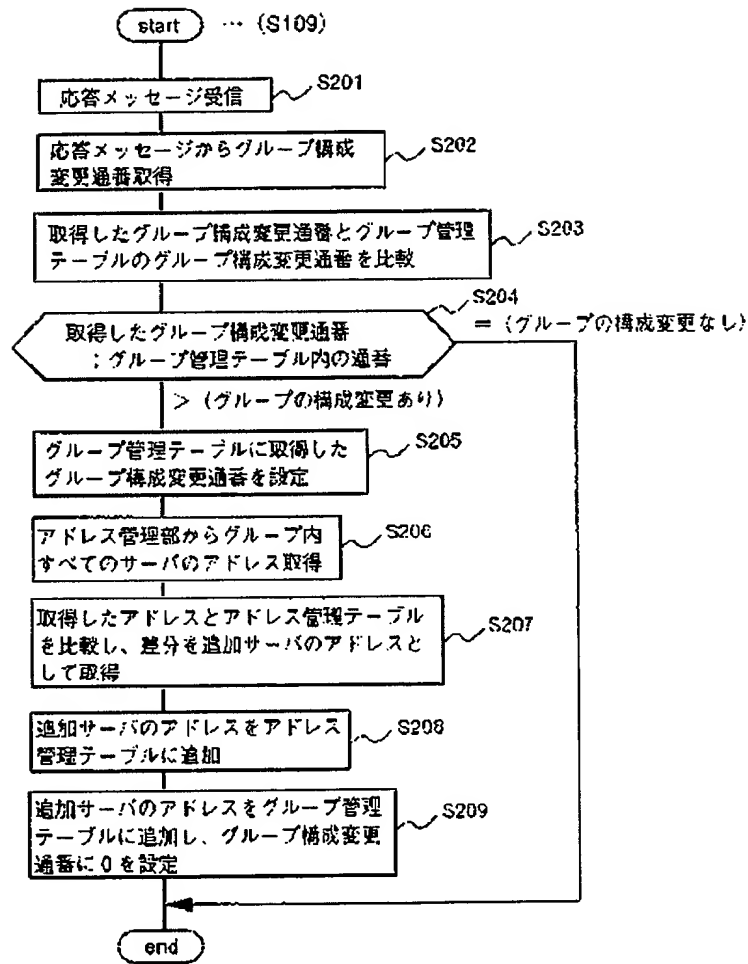 start … (S109)
応答メッセージ受信 S201
応答メッセージからグループ構成
変更通番取得
S202
取得したグループ構成変更通番とグループ管理
テーブルのグループ構成変更通番を比較
S203
S204
取得したグループ構成変更通番
：グループ管理テーブル内の通番
＝（グループの構成変更なし）
＞（グループの構成変更あり）
グループ管理テーブルに取得した
グループ構成変更通番を設定
S205
アドレス管理部からグループ内
すべてのサーバのアドレス取得
S206
取得したアドレスとアドレス管理テーブル
を比較し、差分を追加サーバのアドレスと
して取得
S207
追加サーバのアドレスをアドレス
管理テーブルに追加
S208
追加サーバのアドレスをグループ管理
テーブルに追加し、グループ構成変更
通番に０を設定
S209
end